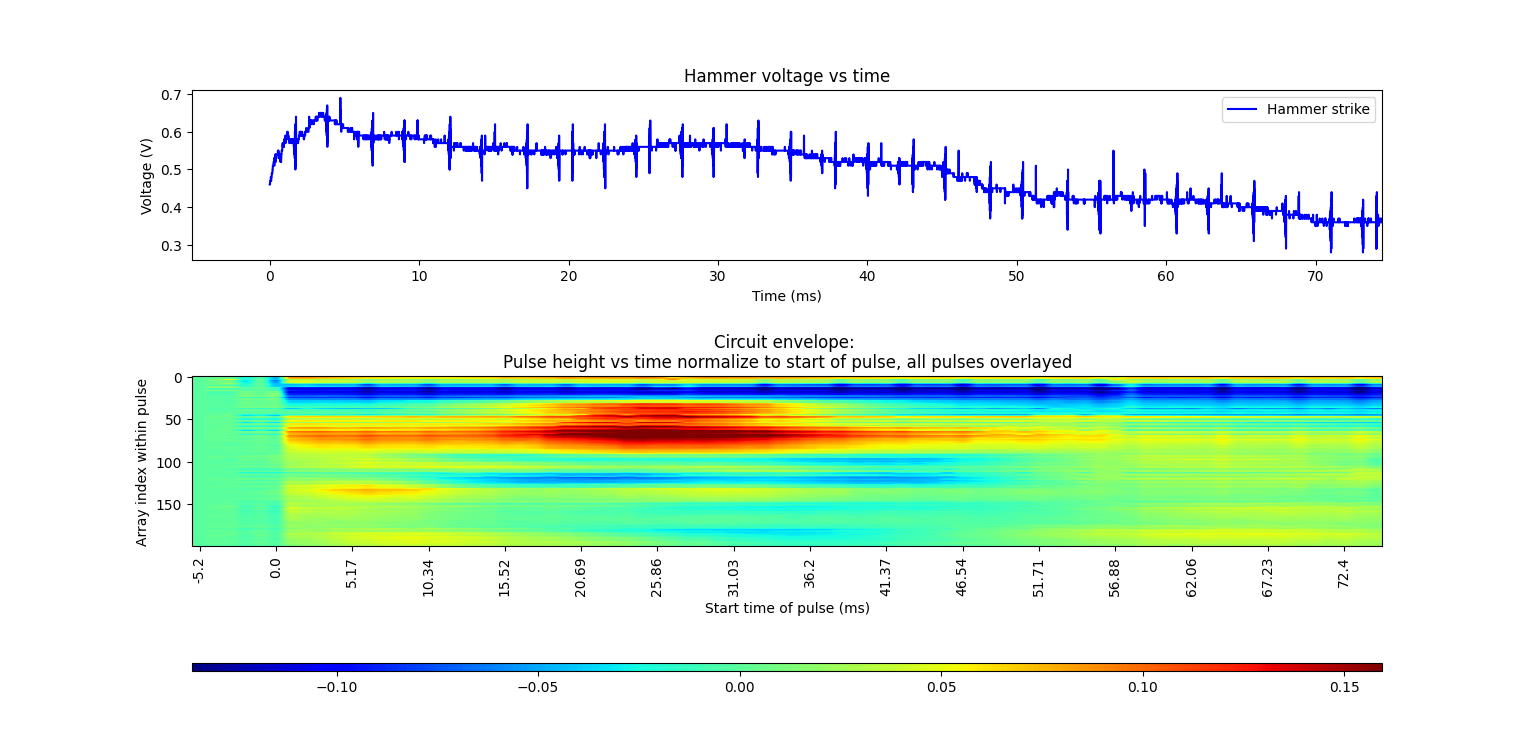 Hammer voltage vs time
0.7
0.6
0.5
0.4
0.3
Voltage (V)
Hammer strike
0 10 20 30 40 50 60 70
Time (ms)
Circuit envelope:
Pulse height vs time normalize to start of pulse, all pulses overlayed
0
50
100
150
Array index within pulse
-5.2 0.0 5.17 10.34 15.52 20.69 25.86 31.03 36.2 41.37 46.54 51.71 56.88 62.06 67.23 72.4
Start time of pulse (ms)
−0.10 −0.05 0.00 0.05 0.10 0.15